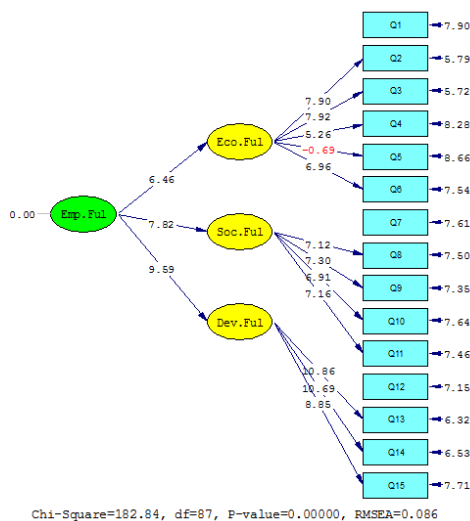 Q1 7.90
Q2 5.79
Q3 5.72
Q4 8.28
Q5 8.66
Q6 7.54
Q7 7.61
Q8 7.50
Q9 7.35
Q10 7.64
Q11 7.46
Q12 7.15
Q13 6.32
Q14 6.53
Q15 7.71
7.90
7.92
5.26
-0.69
6.96
Eco.Ful
6.46
0.00 Emp.Ful
7.82
Soc.Ful
7.12
7.30
6.91
7.16
9.59
Dev.Ful
10.86
10.69
8.85
Chi-Square=182.84, df=87, P-value=0.00000, RMSEA=0.086